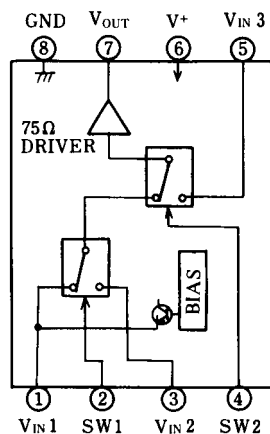 GND VOUT V+ VIN 3
8 7 6 5
75Ω
DRIVER
BIAS
1 2 3 4
VIN 1 SW1 VIN 2 SW2